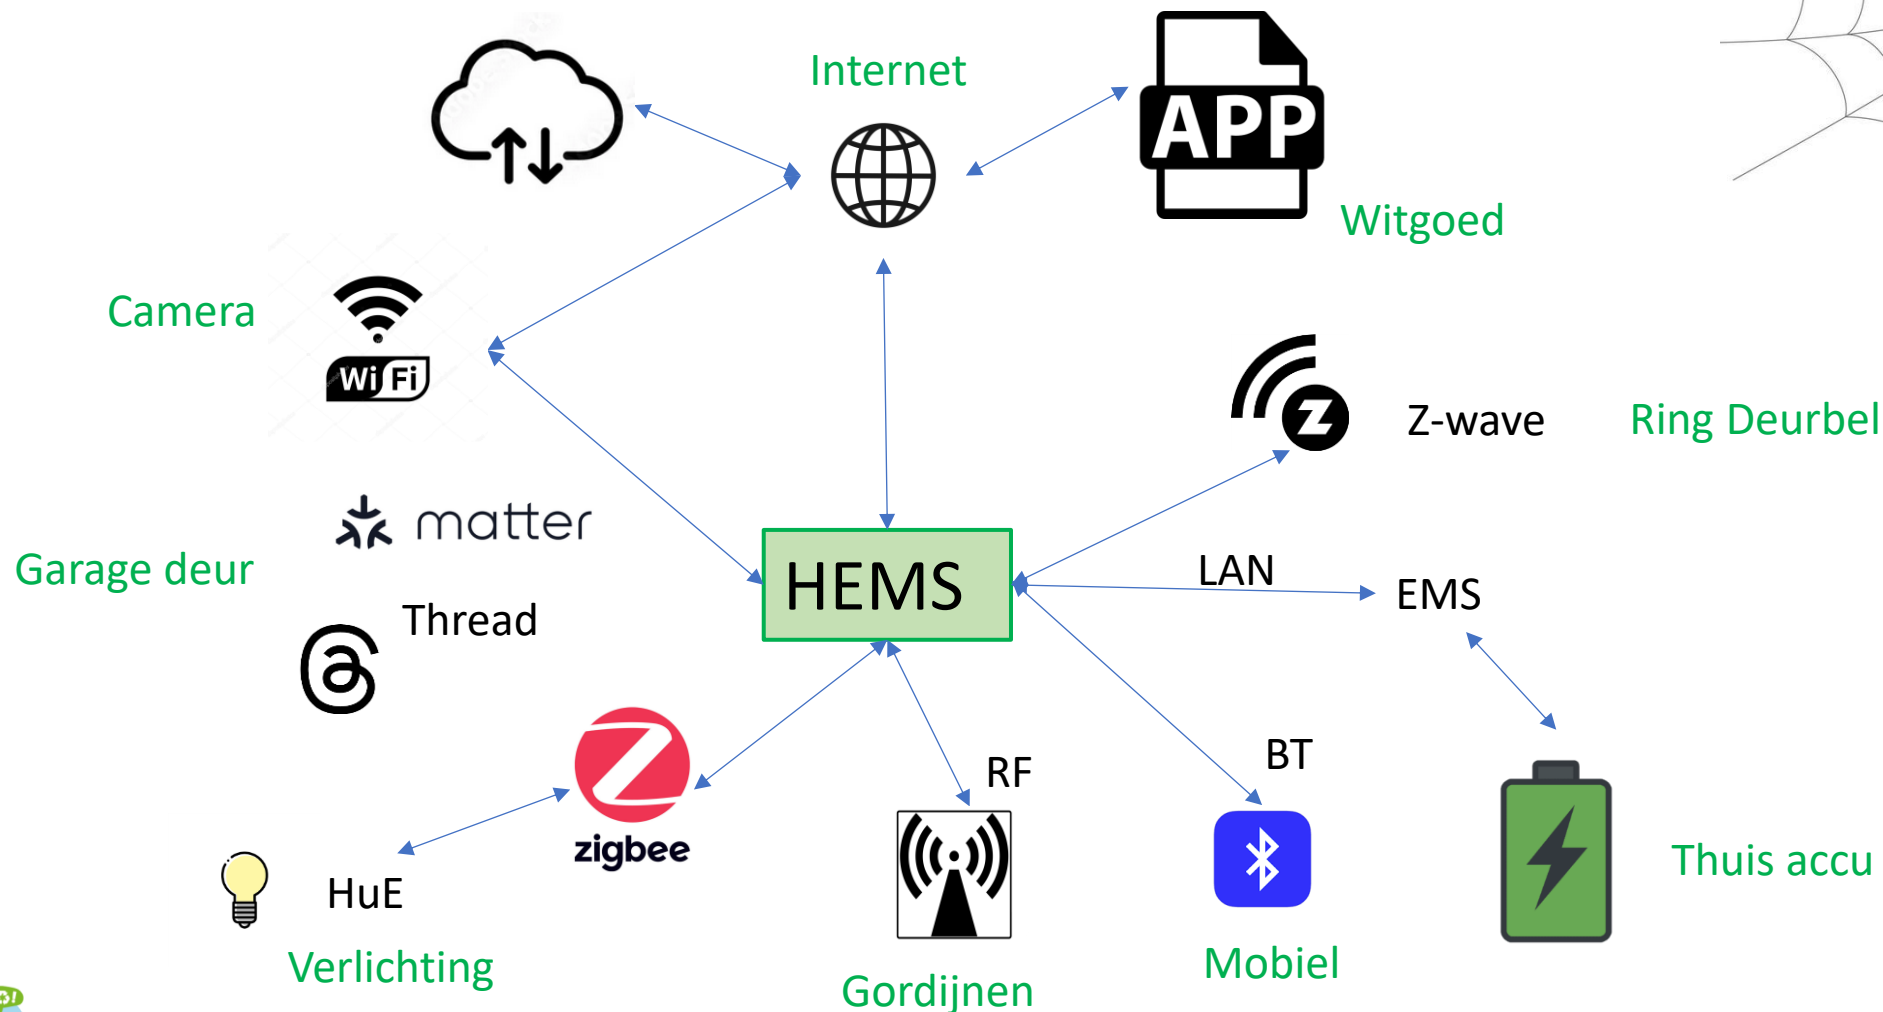 Internet
APP
Witgoed
Camera
Wi Fi
Z-wave
Ring Deurbel
matter
Garage deur
HEMS
LAN
EMS
Thread
RF
BT
zigbee
HuE
Thuis accu
Verlichting
Gordijnen
Mobiel